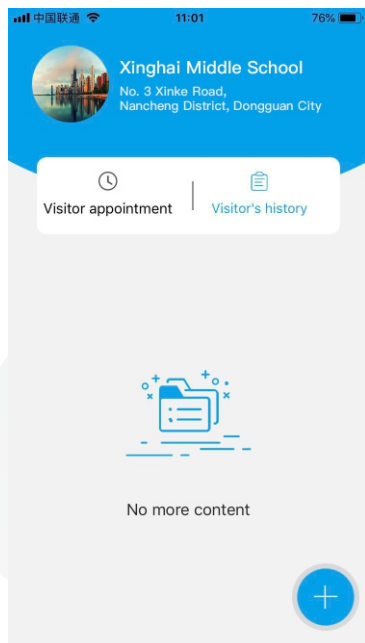 中国联通
11:01
76%
Xinghai Middle School
No. 3 Xinke Road,
Nancheng District, Dongguan City
Visitor appointment
Visitor's history
No more content